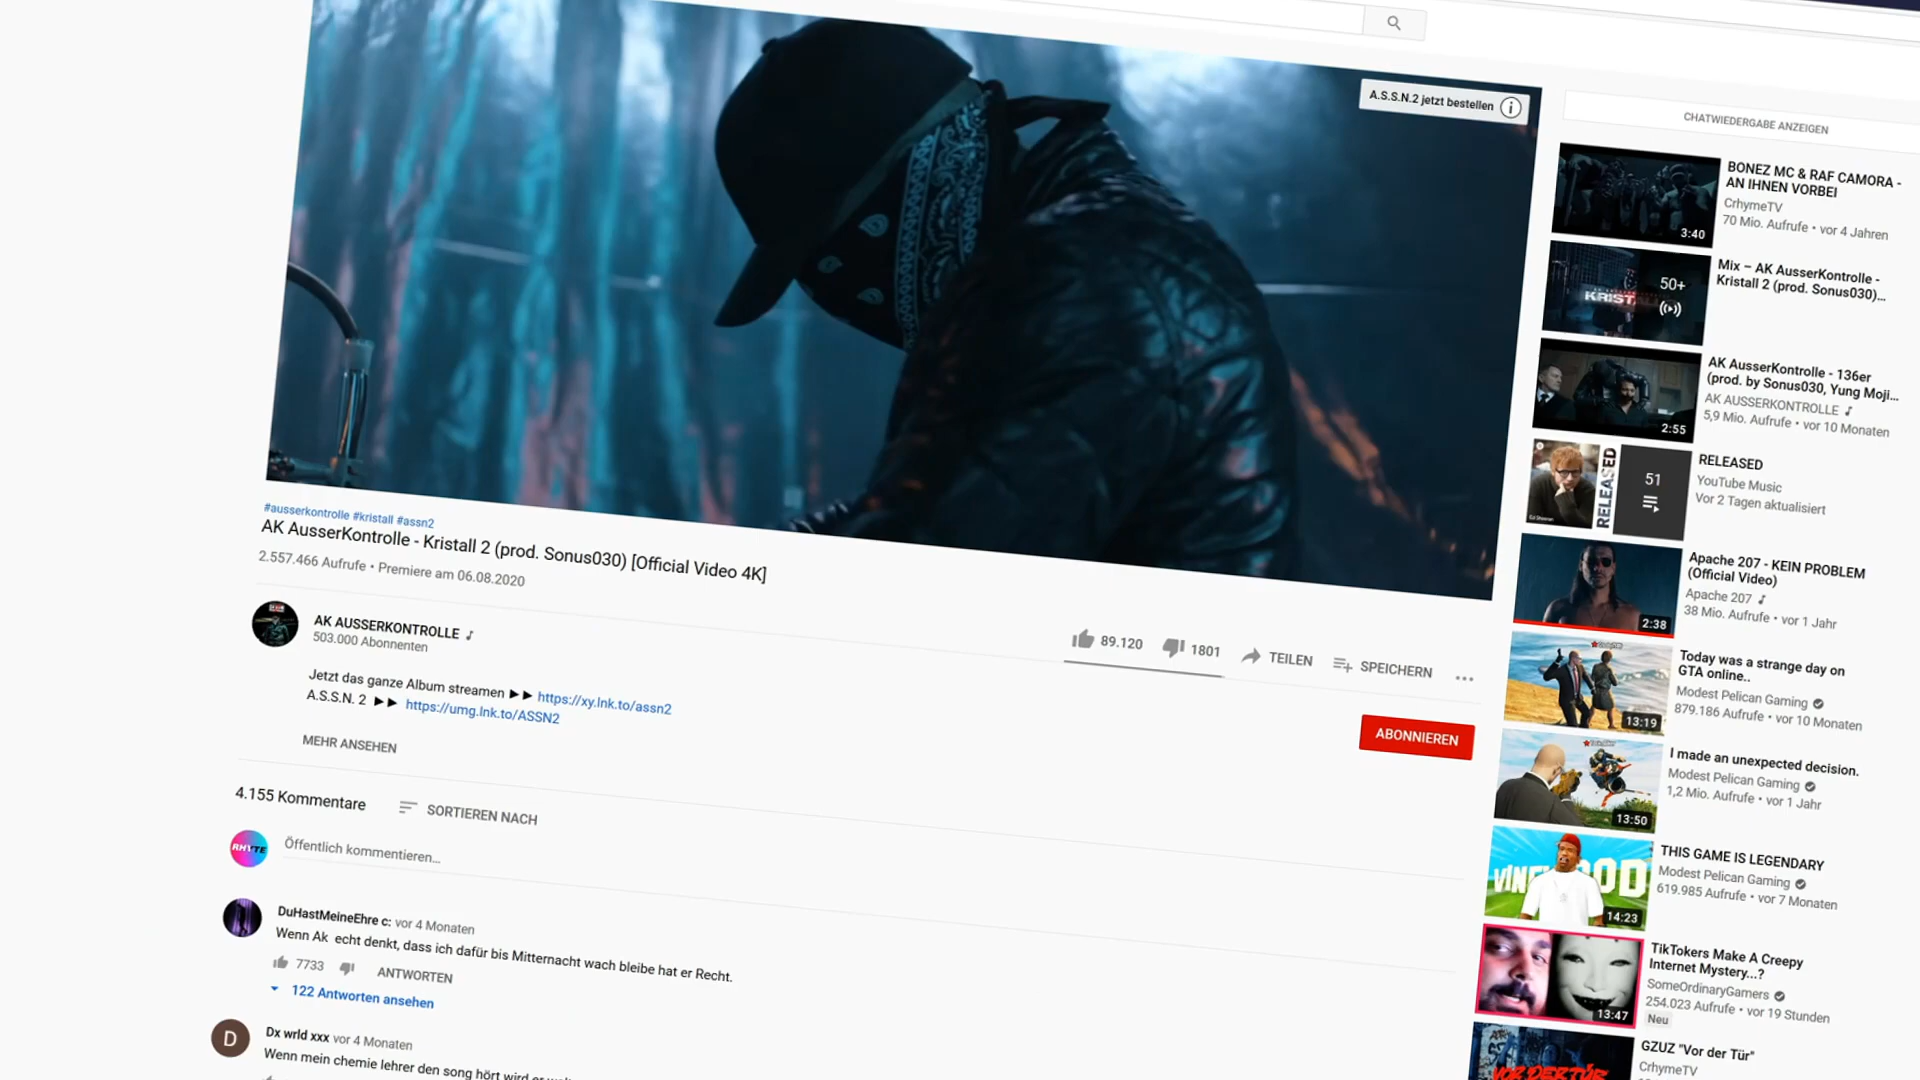 A.S.S.N.2 jetzt bestellen
#ausserkontrolle #kristall #assn2
AK AusserKontrolle - Kristall 2 (prod. Sonus030) [Official Video 4K]
2.557.466 Aufrufe • Premiere am 06.08.2020
89.120
1801
TEILEN
SPEICHERN
AK AUSSERKONTROLLE
503.000 Abonnenten
ABONNIEREN
Jetzt das ganze Album streamen ►► https://xy.lnk.to/assn2
A.S.S.N. 2 ►► https://umg.lnk.to/ASSN2
MEHR ANSEHEN
4.155 Kommentare
SORTIEREN NACH
RHYTE
Öffentlich kommentieren...
DuHastMeineEhre c: vor 4 Monaten
Wenn Ak echt denkt, dass ich dafür bis Mitternacht wach bleibe hat er Recht.
7733
ANTWORTEN
122 Antworten ansehen
D
Dx wrld xxx vor 4 Monaten
Wenn mein chemie lehrer den song hört wird er
CHATWIEDERGABE ANZEIGEN
3:40
BONEZ MC & RAF CAMORA -
AN IHNEN VORBEI
CrhymeTV
70 Mio. Aufrufe • vor 4 Jahren
50+
Mix – AK AusserKontrolle -
Kristall 2 (prod. Sonus030)...
2:55
AK AusserKontrolle - 136er
(prod. by Sonus030, Yung Moji...
AK AUSSERKONTROLLE
5,9 Mio. Aufrufe • vor 10 Monaten
RELEASED
51
RELEASED
YouTube Music
Vor 2 Tagen aktualisiert
2:38
Apache 207 - KEIN PROBLEM
(Official Video)
Apache 207
38 Mio. Aufrufe • vor 1 Jahr
13:19
Today was a strange day on
GTA online..
Modest Pelican Gaming
879.186 Aufrufe • vor 10 Monaten
13:50
I made an unexpected decision.
Modest Pelican Gaming
1,2 Mio. Aufrufe • vor 1 Jahr
14:23
THIS GAME IS LEGENDARY
Modest Pelican Gaming
619.985 Aufrufe • vor 7 Monaten
13:47
TikTokers Make A Creepy
Internet Mystery...?
SomeOrdinaryGamers
254.023 Aufrufe • vor 19 Stunden
Neu
VOR DER TÜR
GZUZ "Vor der Tür"
CrhymeTV